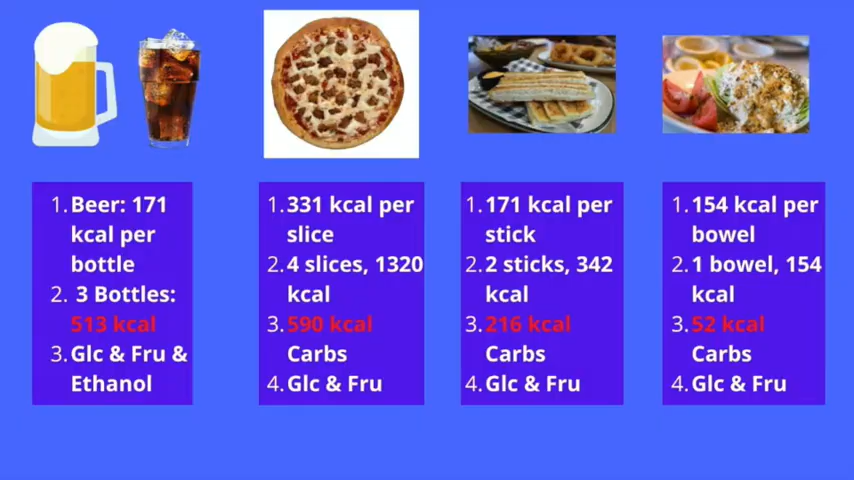 1. Beer: 171
kcal per
bottle
2. 3 Bottles:
513 kcal
3. Glc & Fru &
Ethanol
1. 331 kcal per
slice
2. 4 slices, 1320
kcal
3. 590 kcal
Carbs
4. Glc & Fru
1. 171 kcal per
stick
2. 2 sticks, 342
kcal
3. 216 kcal
Carbs
4. Glc & Fru
1. 154 kcal per
bowel
2. 1 bowel, 154
kcal
3. 52 kcal
Carbs
4. Glc & Fru